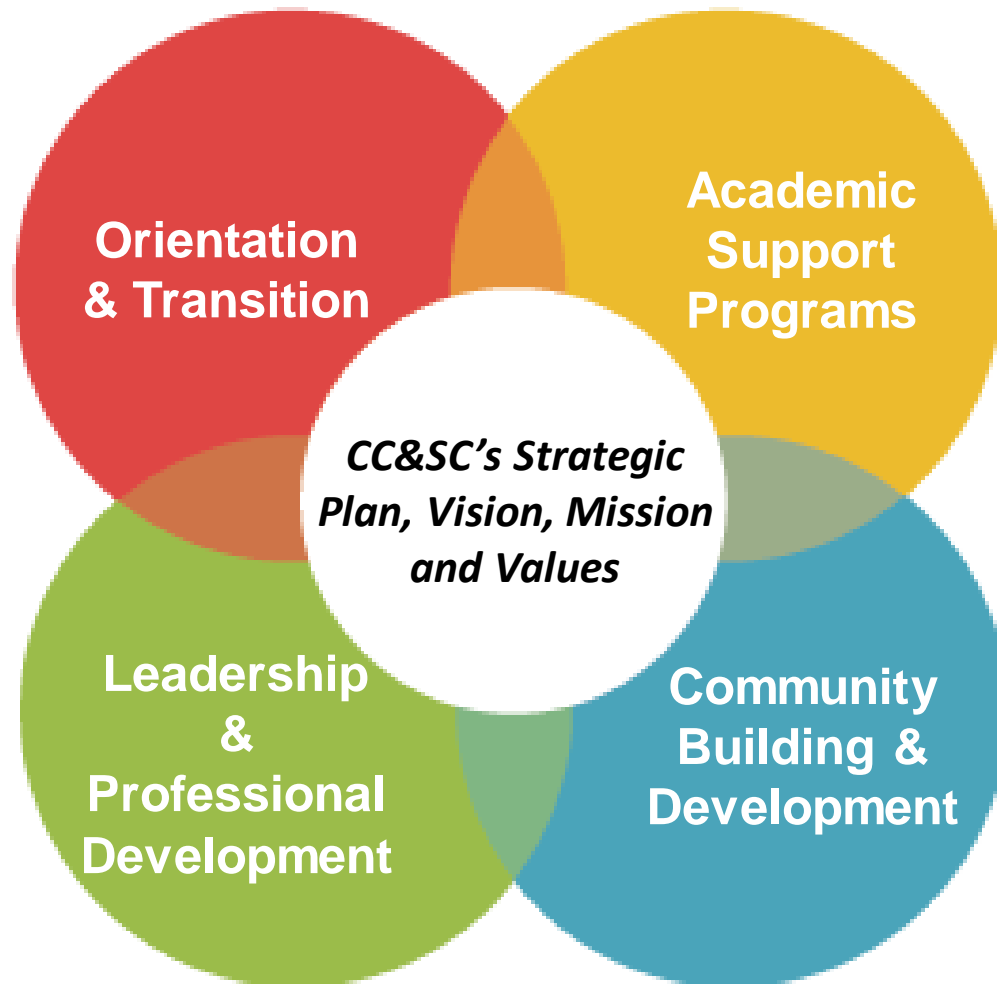 Orientation
& Transition
Academic
Support
Programs
CC&SC’s Strategic
Plan, Vision, Mission
and Values
Leadership
&
Professional
Development
Community
Building &
Development